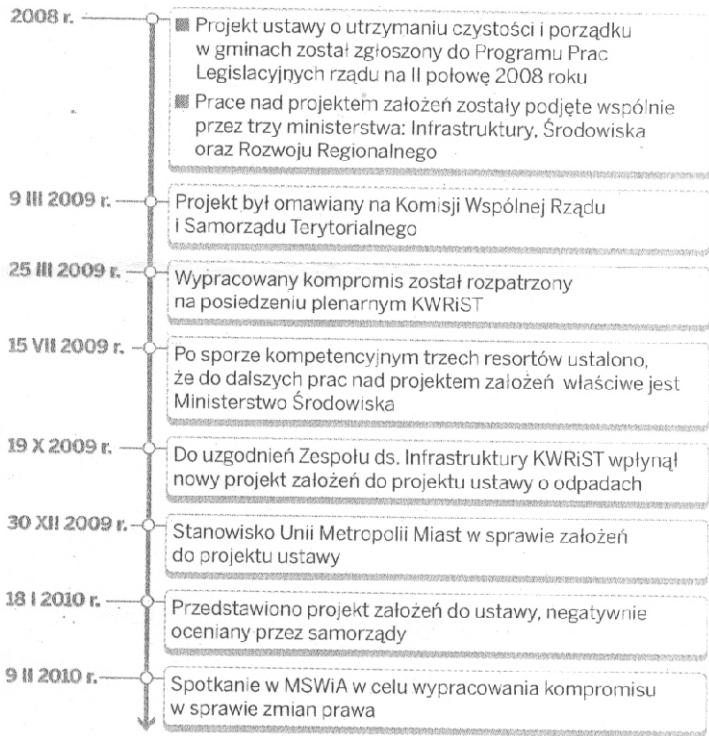 2008 r.
■ Projekt ustawy o utrzymaniu czystości i porządku
w gminach został zgłoszony do Programu Prac
Legislacyjnych rządu na II połowę 2008 roku
■ Prace nad projektem założeń zostały podjęte wspólnie
przez trzy ministerstwa: Infrastruktury, Środowiska
oraz Rozwoju Regionalnego
9 III 2009 r.
Projekt był omawiany na Komisji Wspólnej Rządu
i Samorządu Terytorialnego
25 III 2009 r.
Wypracowany kompromis został rozpatrzony
na posiedzeniu plenarnym KWRiST
15 VII 2009 r.
Po sporze kompetencyjnym trzech resortów ustalono,
że do dalszych prac nad projektem założeń właściwe jest
Ministerstwo Środowiska
19 X 2009 r.
Do uzgodnień Zespołu ds. Infrastruktury KWRiST wpłynął
nowy projekt założeń do projektu ustawy o odpadach
30 XII 2009 r.
Stanowisko Unii Metropolii Miast w sprawie założeń
do projektu ustawy
18 I 2010 r.
Przedstawiono projekt założeń do ustawy, negatywnie
oceniany przez samorządy
9 II 2010 r.
Spotkanie w MSWiA w celu wypracowania kompromisu
w sprawie zmian prawa